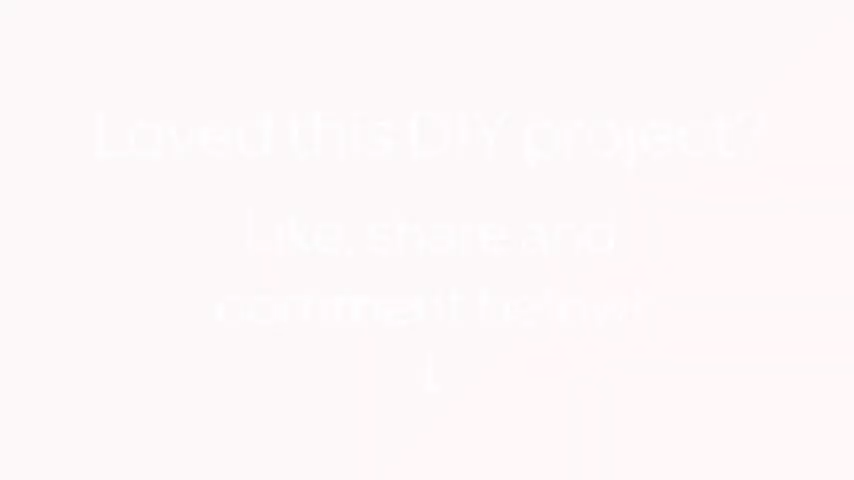 Loved this DIY project?
Like, share and
comment below